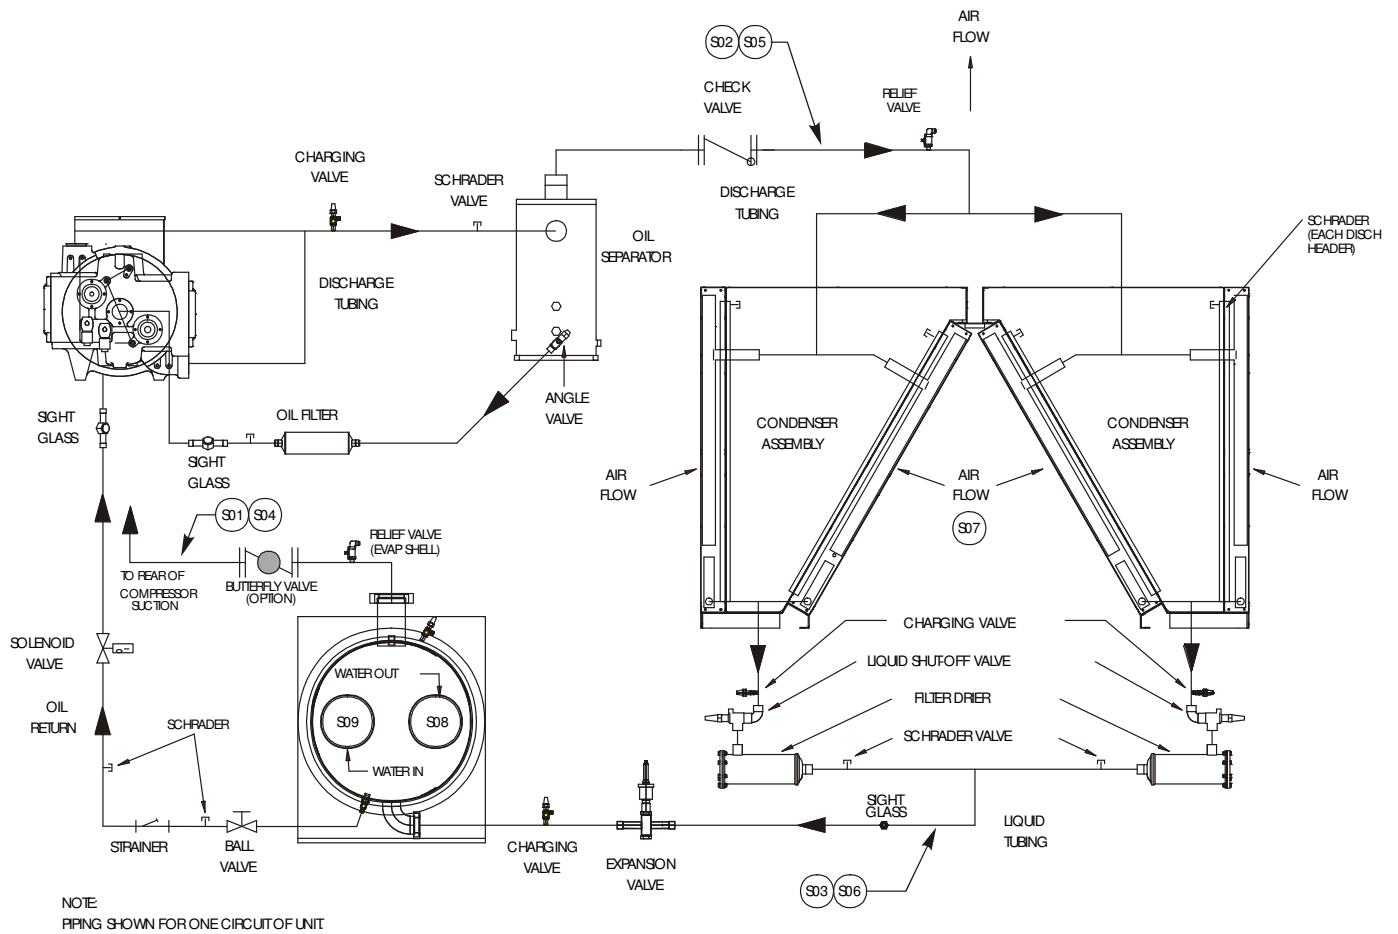 AIR
FLOW
S02
S05
CHECK
VALVE
RELIEF
VALVE
CHARGING
VALVE
SCHRADER
VALVE
DISCHARGE
TUBING
OIL
SEPARATOR
SCHRADER
(EACH DISCH
HEADER)
DISCHARGE
TUBING
ANGLE
VALVE
OIL FILTER
SIGHT
GLASS
SIGHT
GLASS
CONDENSER
ASSEMBLY
CONDENSER
ASSEMBLY
AIR
FLOW
AIR
FLOW
S07
AIR
FLOW
S01
S04
RELIEF VALVE
(EVAP SHELL)
TO REAR OF
COMPRESSOR
SUCTION
BUTTERFLY VALVE
(OPTION)
SOLENOID
VALVE
OIL
RETURN
SCHRADER
WATER OUT
S09
S08
WATER IN
CHARGING VALVE
LIQUID SHUT-OFF VALVE
FILTER DRIER
SCHRADER VALVE
STRAINER
BALL
VALVE
CHARGING
VALVE
EXPANSION
VALVE
SIGHT
GLASS
LIQUID
TUBING
S03
S06
NOTE:
PIPING SHOWN FOR ONE CIRCUIT OF UNIT.